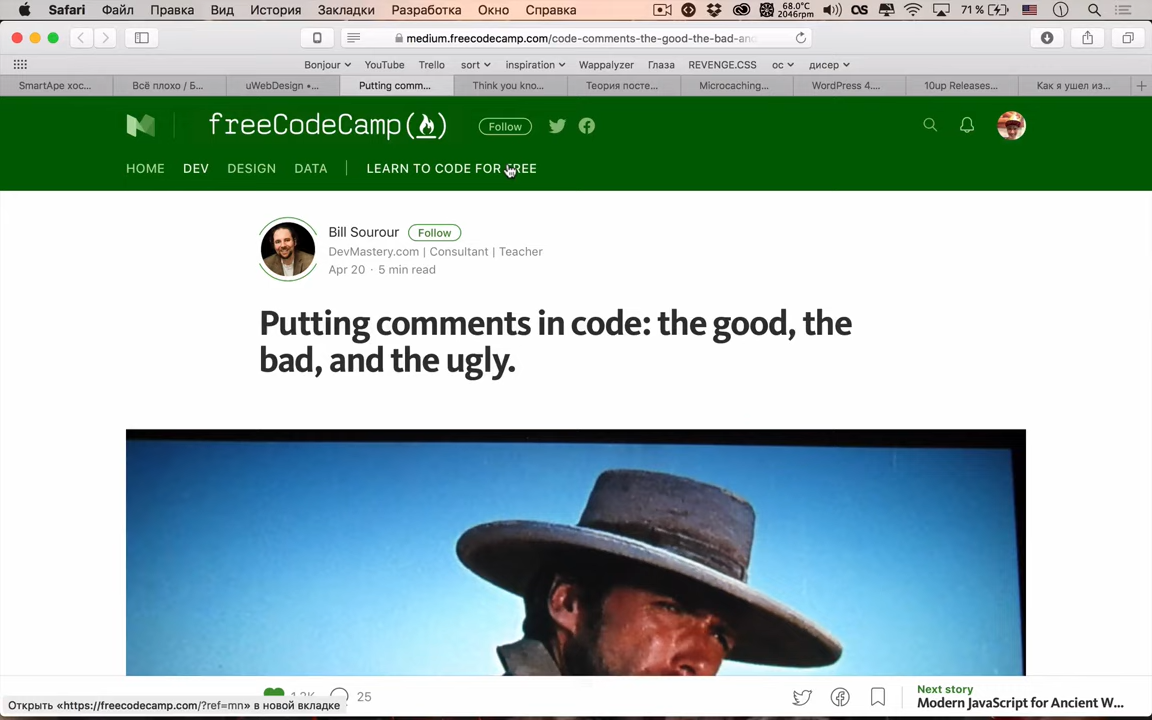 Safari Файл Правка Вид История Закладки Разработка Окно Справка 68.0°C 2046rpm OS 71 %
medium.freecodecamp.com/code-comments-the-good-the-bad-an
Bonjour YouTube Trello sort inspiration Wappalyzer Глаза REVENGE.CSS ос дисер
SmartApe хос... Всё плохо / Б... uWebDesign •... Putting comm... Think you kno... Теория посте... Microcaching... WordPress 4.... 10up Releases... Как я ушел из...
freeCodeCamp Follow
HOME DEV DESIGN DATA LEARN TO CODE FOR FREE
Bill Sourour Follow
DevMastery.com | Consultant | Teacher
Apr 20 · 5 min read
Putting comments in code: the good, the
bad, and the ugly.
1.2K 25
Next story
Modern JavaScript for Ancient W...
Открыть «https://freecodecamp.com/?ref=mn» в новой вкладке